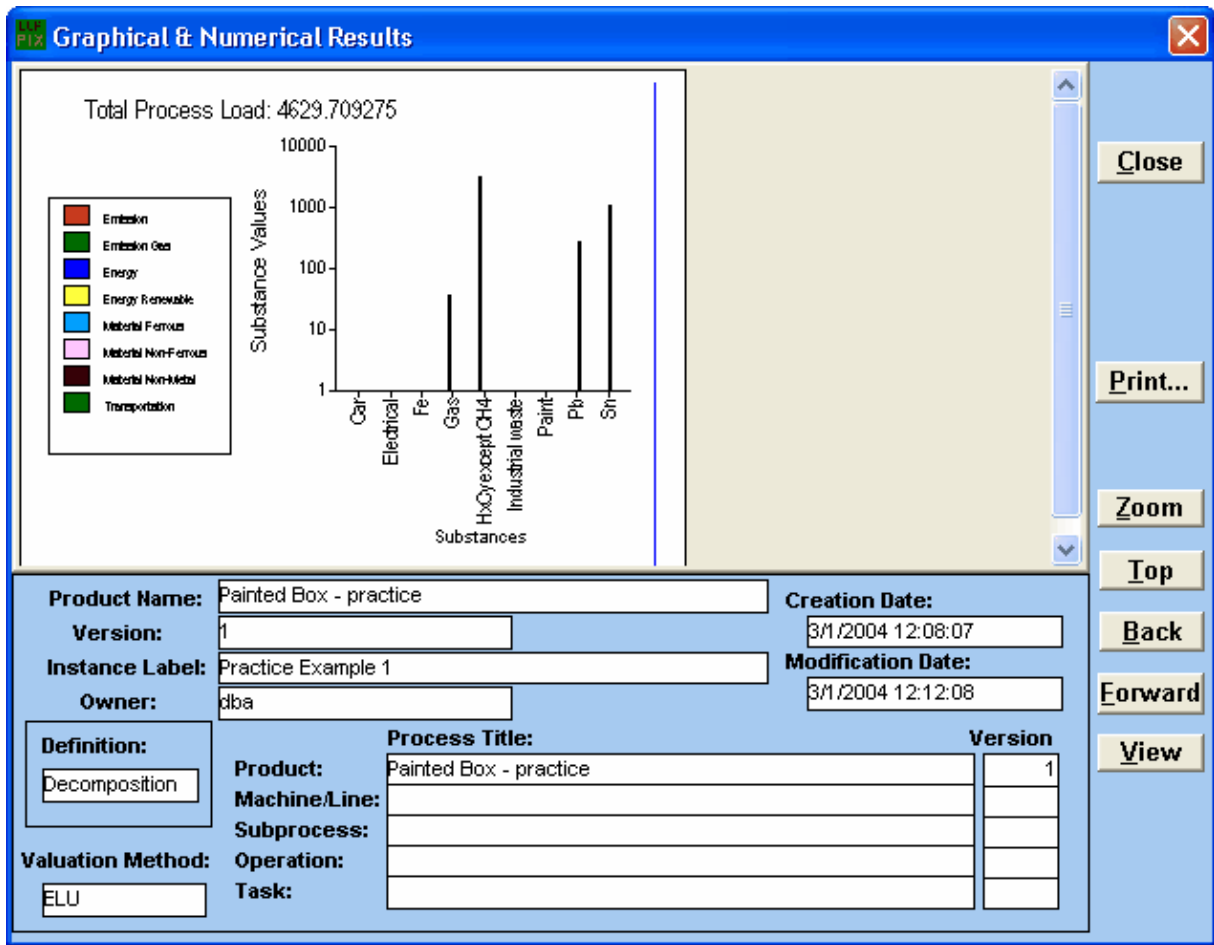 LLF
PIX
Graphical & Numerical Results
Total Process Load: 4629.709275
Emission
Emission Gas
Energy
Energy Renewable
Material Ferrous
Material Non-Ferrous
Material Non-Metal
Transportation
Substance Values
10000
1000
100
10
1
Car
Electrical
Fe
Gas
HxCy except CH4
Industrial waste
Paint
Pb
Sn
Substances
Close
Print...
Zoom
Top
Back
Forward
View
Product Name: Painted Box - practice
Version: 1
Instance Label: Practice Example 1
Owner: dba
Creation Date:
3/1/2004 12:08:07
Modification Date:
3/1/2004 12:12:08
Definition:
Decomposition
Valuation Method:
ELU
Process Title: Version
Product: Painted Box - practice 1
Machine/Line:
Subprocess:
Operation:
Task: